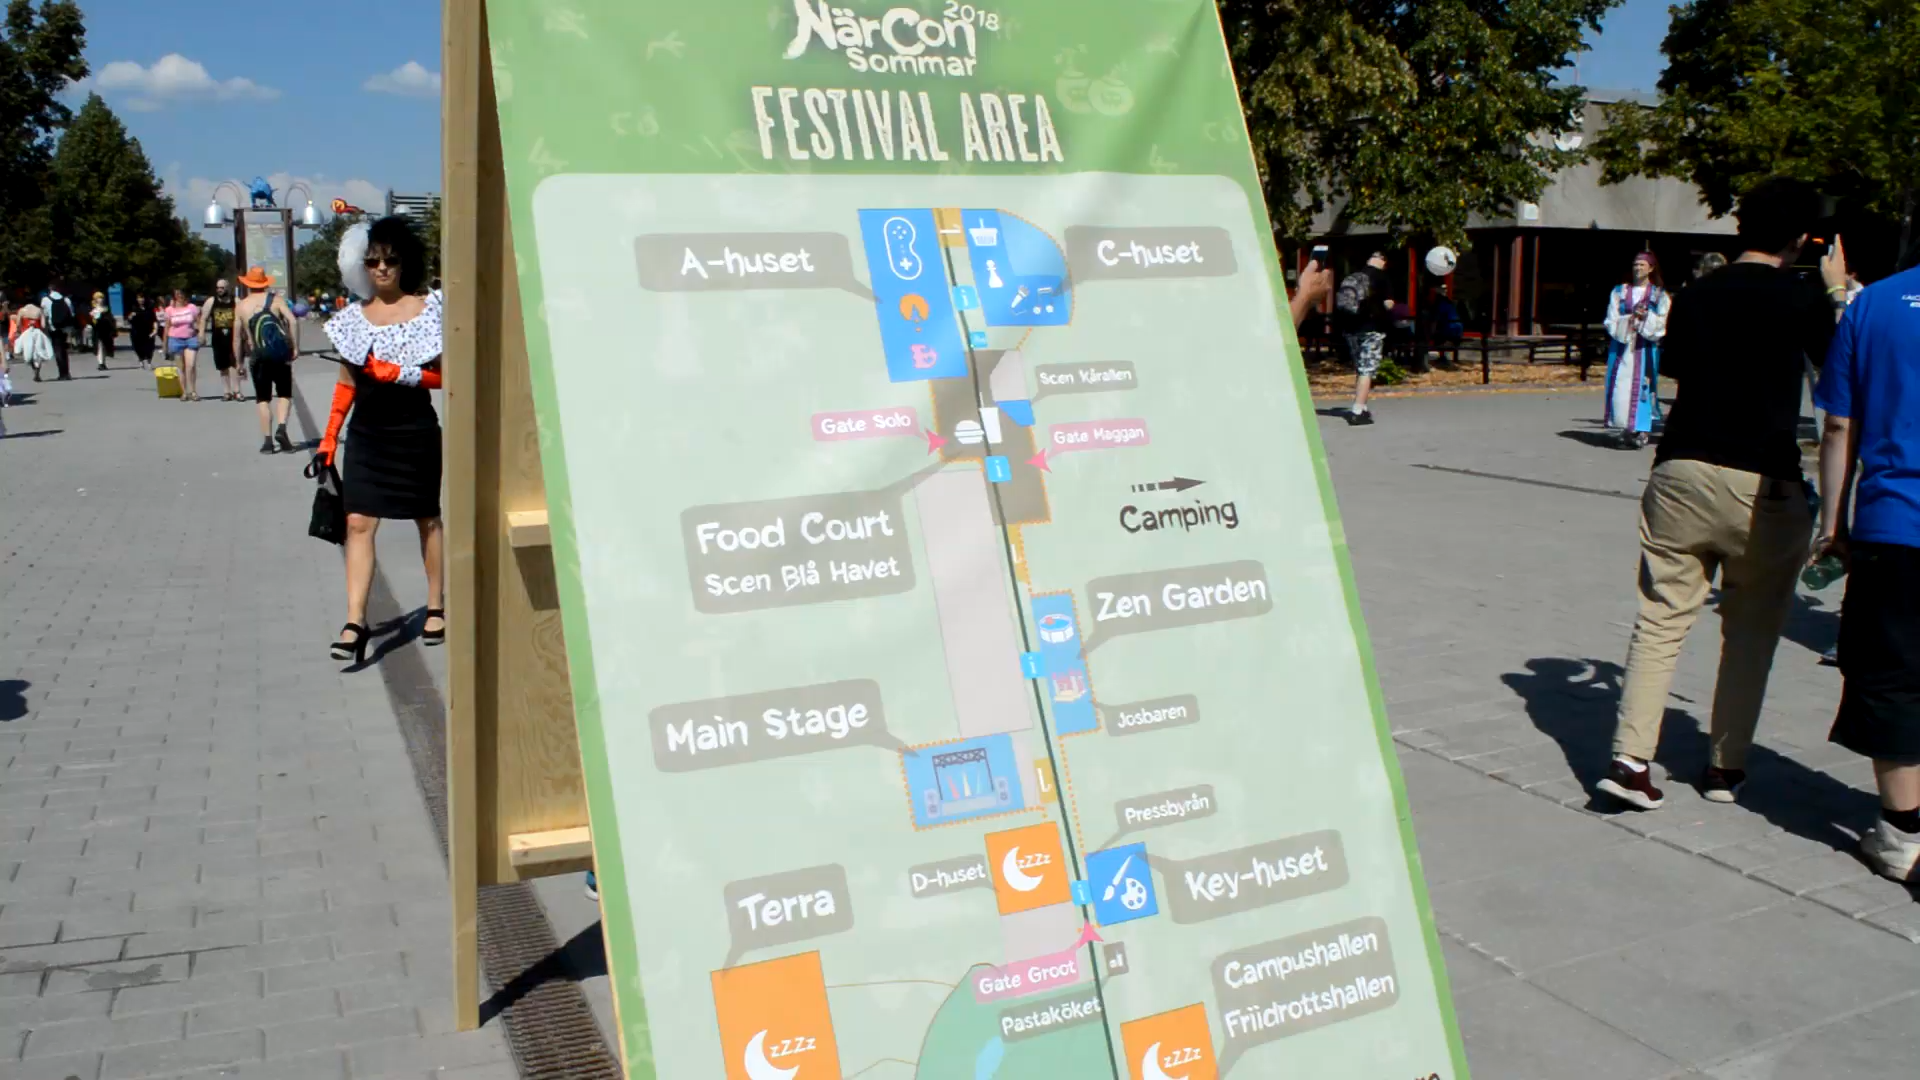 2018
NärCon
Sommar
FESTIVAL AREA
A-huset
C-huset
Scen Kårallen
Gate Solo
Gate Maggan
Camping
Food Court
Scen Blå Havet
Zen Garden
Josbaren
Main Stage
Pressbyrån
D-huset
zZZz
Key-huset
Terra
Gate Groot
Pastaköket
Campushallen
Friidrottshallen
zZZz
zZZz